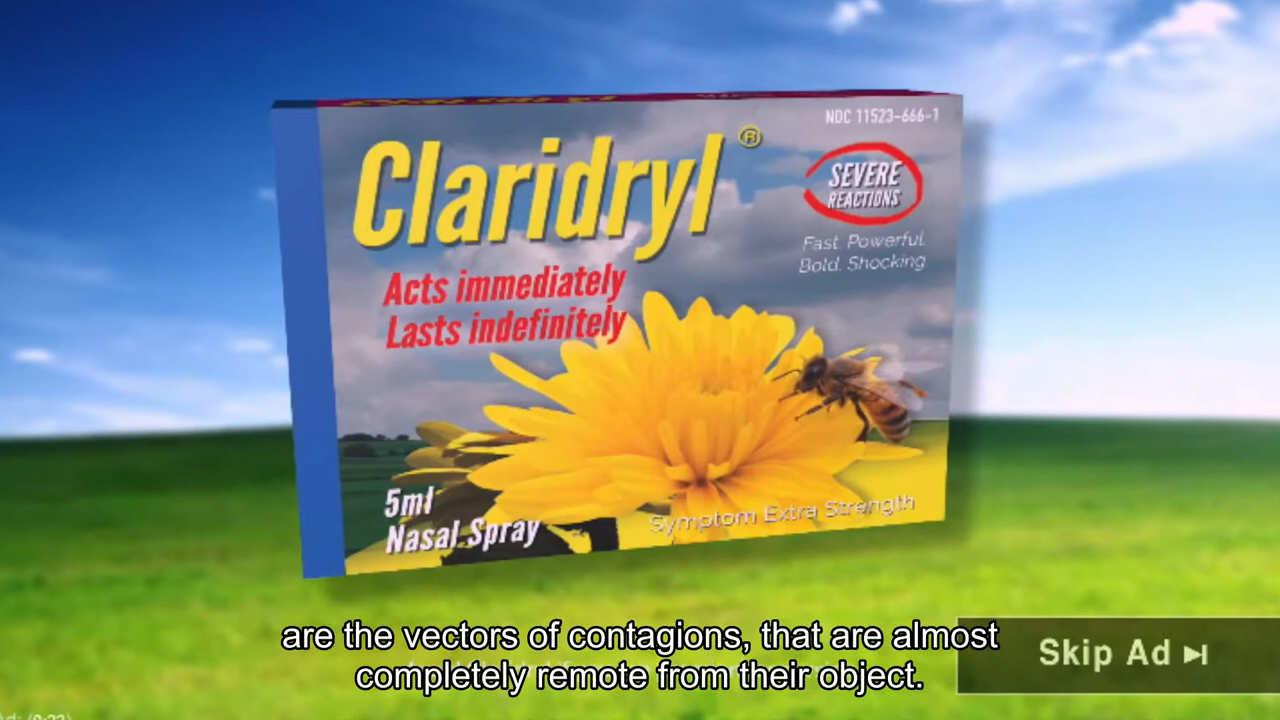 NDC 11523-666-1
Claridryl ®
SEVERE
REACTIONS
Fast. Powerful.
Bold. Shocking
Acts immediately
Lasts indefinitely
5ml
Nasal Spray
Symptom Extra Strength
are the vectors of contagions, that are almost
completely remote from their object.
Skip Ad